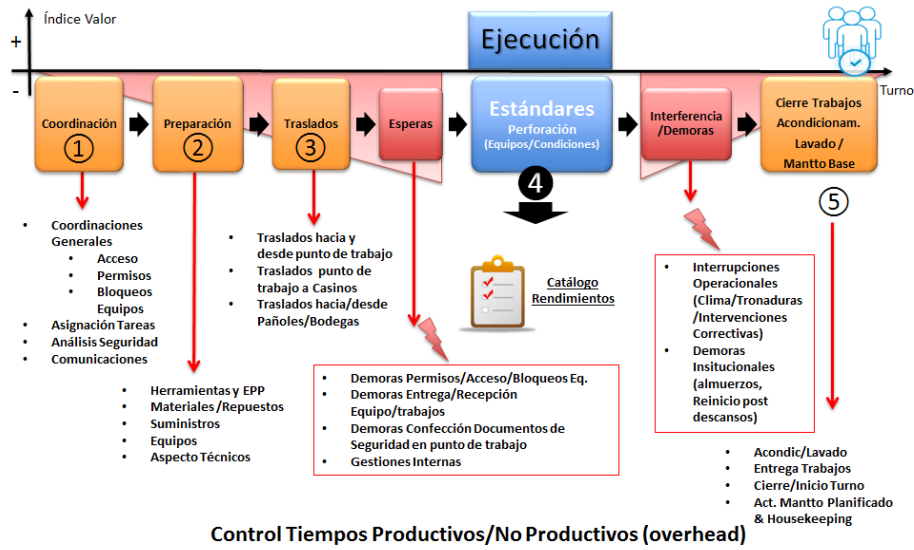 Índice Valor
+
-
Ejecución
Turno
Coordinación
1
Preparación
2
Traslados
3
Esperas
Estándares
Perforación
(Equipos/Condiciones)
4
Interferencia
/Demoras
Cierre Trabajos
Acondicionam.
Lavado /
Mantto Base
5
• Coordinaciones
Generales
• Acceso
• Permisos
• Bloqueos
Equipos
• Asignación Tareas
• Análisis Seguridad
• Comunicaciones
• Herramientas y EPP
• Materiales /Repuestos
• Suministros
• Equipos
• Aspecto Técnicos
• Traslados hacia y
desde punto de trabajo
• Traslados punto de
trabajo a Casinos
• Traslados hacia/desde
Pañoles/Bodegas
• Demoras Permisos/Acceso/Bloqueos Eq.
• Demoras Entrega/Recepción
Equipo/trabajos
• Demoras Confección Documentos de
Seguridad en punto de trabajo
• Gestiones Internas
Catálogo
Rendimientos
• Interrupciones
Operacionales
(Clima/Tronaduras
/Intervenciones
Correctivas)
• Demoras
Insitucionales
(almuerzos,
Reinicio post
descansos)
• Acondic/Lavado
• Entrega Trabajos
• Cierre/Inicio Turno
• Act. Mantto Planificado
& Housekeeping
Control Tiempos Productivos/No Productivos (overhead)